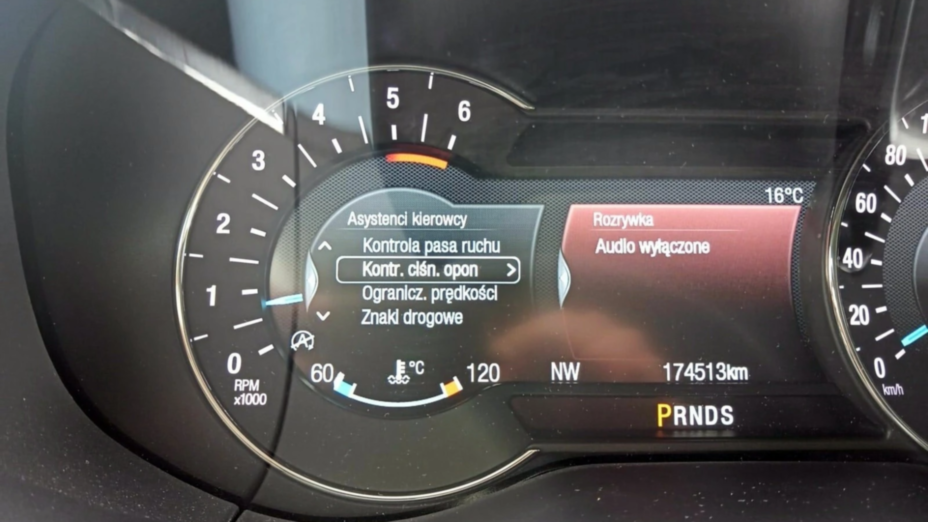 0
1
2
3
4
5
6
RPM
x1000
Asystenci kierowcy
Kontrola pasa ruchu
Kontr. ciśn. opon
Ogranicz. prędkości
Znaki drogowe
60
°C
120
16°C
Rozrywka
Audio wyłączone
NW
174513km
PRNDS
80
60
40
20
0
km/h